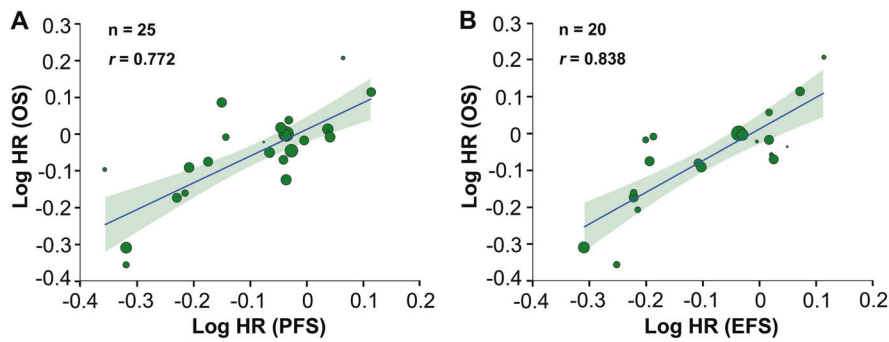 A
n = 25
r = 0.772
Log HR (OS)
0.3
0.2
0.1
0
-0.1
-0.2
-0.3
-0.4
-0.4 -0.3 -0.2 -0.1 0 0.1 0.2
Log HR (PFS)
B
n = 20
r = 0.838
Log HR (OS)
0.3
0.2
0.1
0
-0.1
-0.2
-0.3
-0.4
-0.4 -0.3 -0.2 -0.1 0 0.1 0.2
Log HR (EFS)